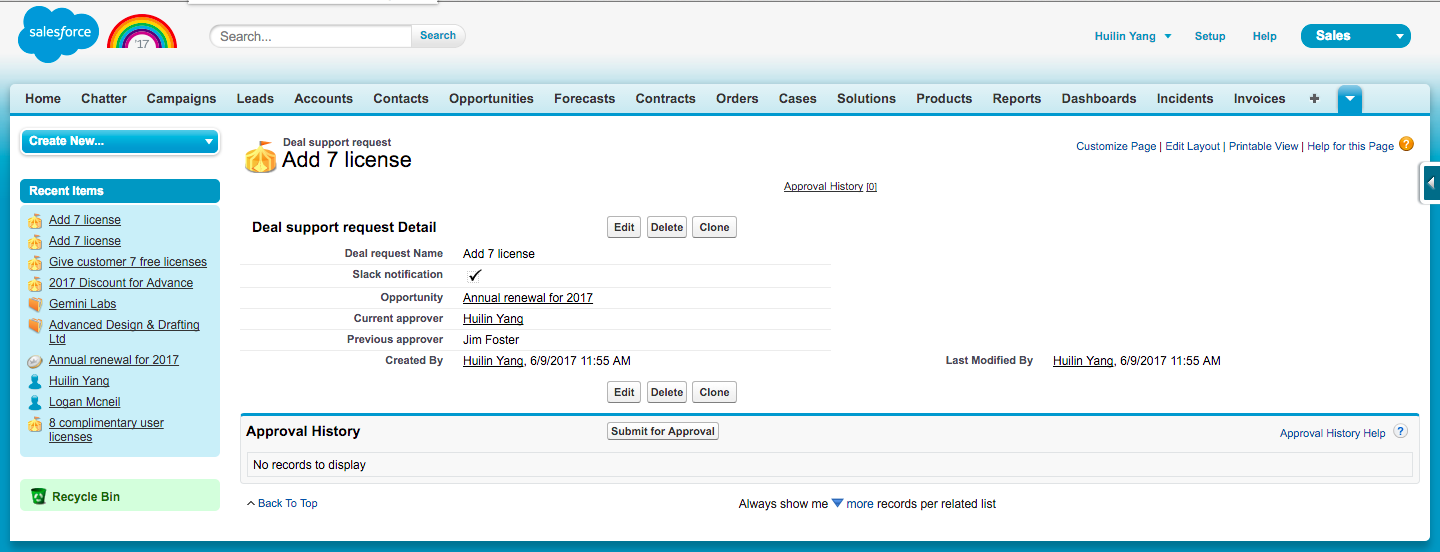 salesforce
'17
Search...
Search
Huilin Yang
Setup
Help
Sales
Home Chatter Campaigns Leads Accounts Contacts Opportunities Forecasts Contracts Orders Cases Solutions Products Reports Dashboards Incidents Invoices +
Create New...
Recent Items
Add 7 license
Add 7 license
Give customer 7 free licenses
2017 Discount for Advance
Gemini Labs
Advanced Design & Drafting
Ltd
Annual renewal for 2017
Huilin Yang
Logan Mcneil
8 complimentary user
licenses
Recycle Bin
Deal support request
Add 7 license
Customize Page | Edit Layout | Printable View | Help for this Page ?
Approval History [0]
Deal support request Detail
Edit Delete Clone
Deal request Name Add 7 license
Slack notification
Opportunity Annual renewal for 2017
Current approver Huilin Yang
Previous approver Jim Foster
Created By Huilin Yang, 6/9/2017 11:55 AM
Last Modified By Huilin Yang, 6/9/2017 11:55 AM
Edit Delete Clone
Approval History
Submit for Approval
Approval History Help ?
No records to display
Back To Top
Always show me more records per related list